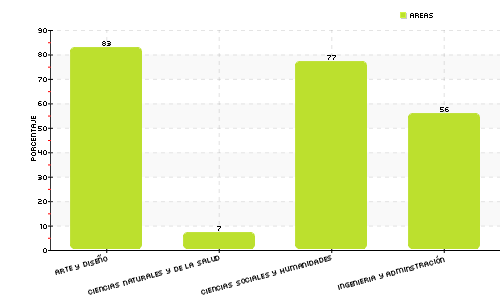 AREAS
90
80
70
60
50
40
30
20
10
0
PORCENTAJE
83
7
77
56
ARTE y DISEÑO
CIENCIAS NATURALES y DE LA SALUD
CIENCIAS SOCIALES y HUMANIDADES
INGENIERIA y ADMINSTRACIÓN